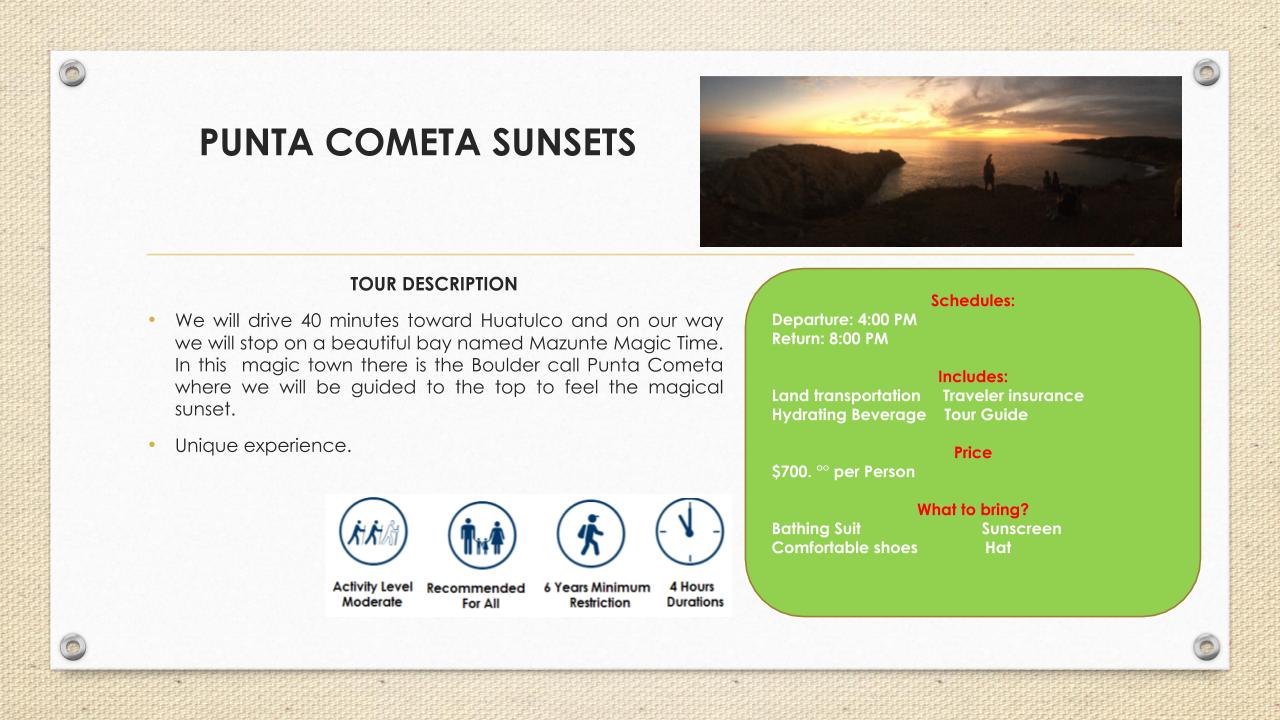 PUNTA COMETA SUNSETS
TOUR DESCRIPTION
• We will drive 40 minutes toward Huatulco and on our way
we will stop on a beautiful bay named Mazunte Magic Time.
In this magic town there is the Boulder call Punta Cometa
where we will be guided to the top to feel the magical
sunset.
• Unique experience.
Activity Level
Moderate
Recommended
For All
6 Years Minimum
Restriction
4 Hours
Durations
Schedules:
Departure: 4:00 PM
Return: 8:00 PM
Includes:
Land transportation Traveler insurance
Hydrating Beverage Tour Guide
Price
$700. °° per Person
What to bring?
Bathing Suit Sunscreen
Comfortable shoes Hat